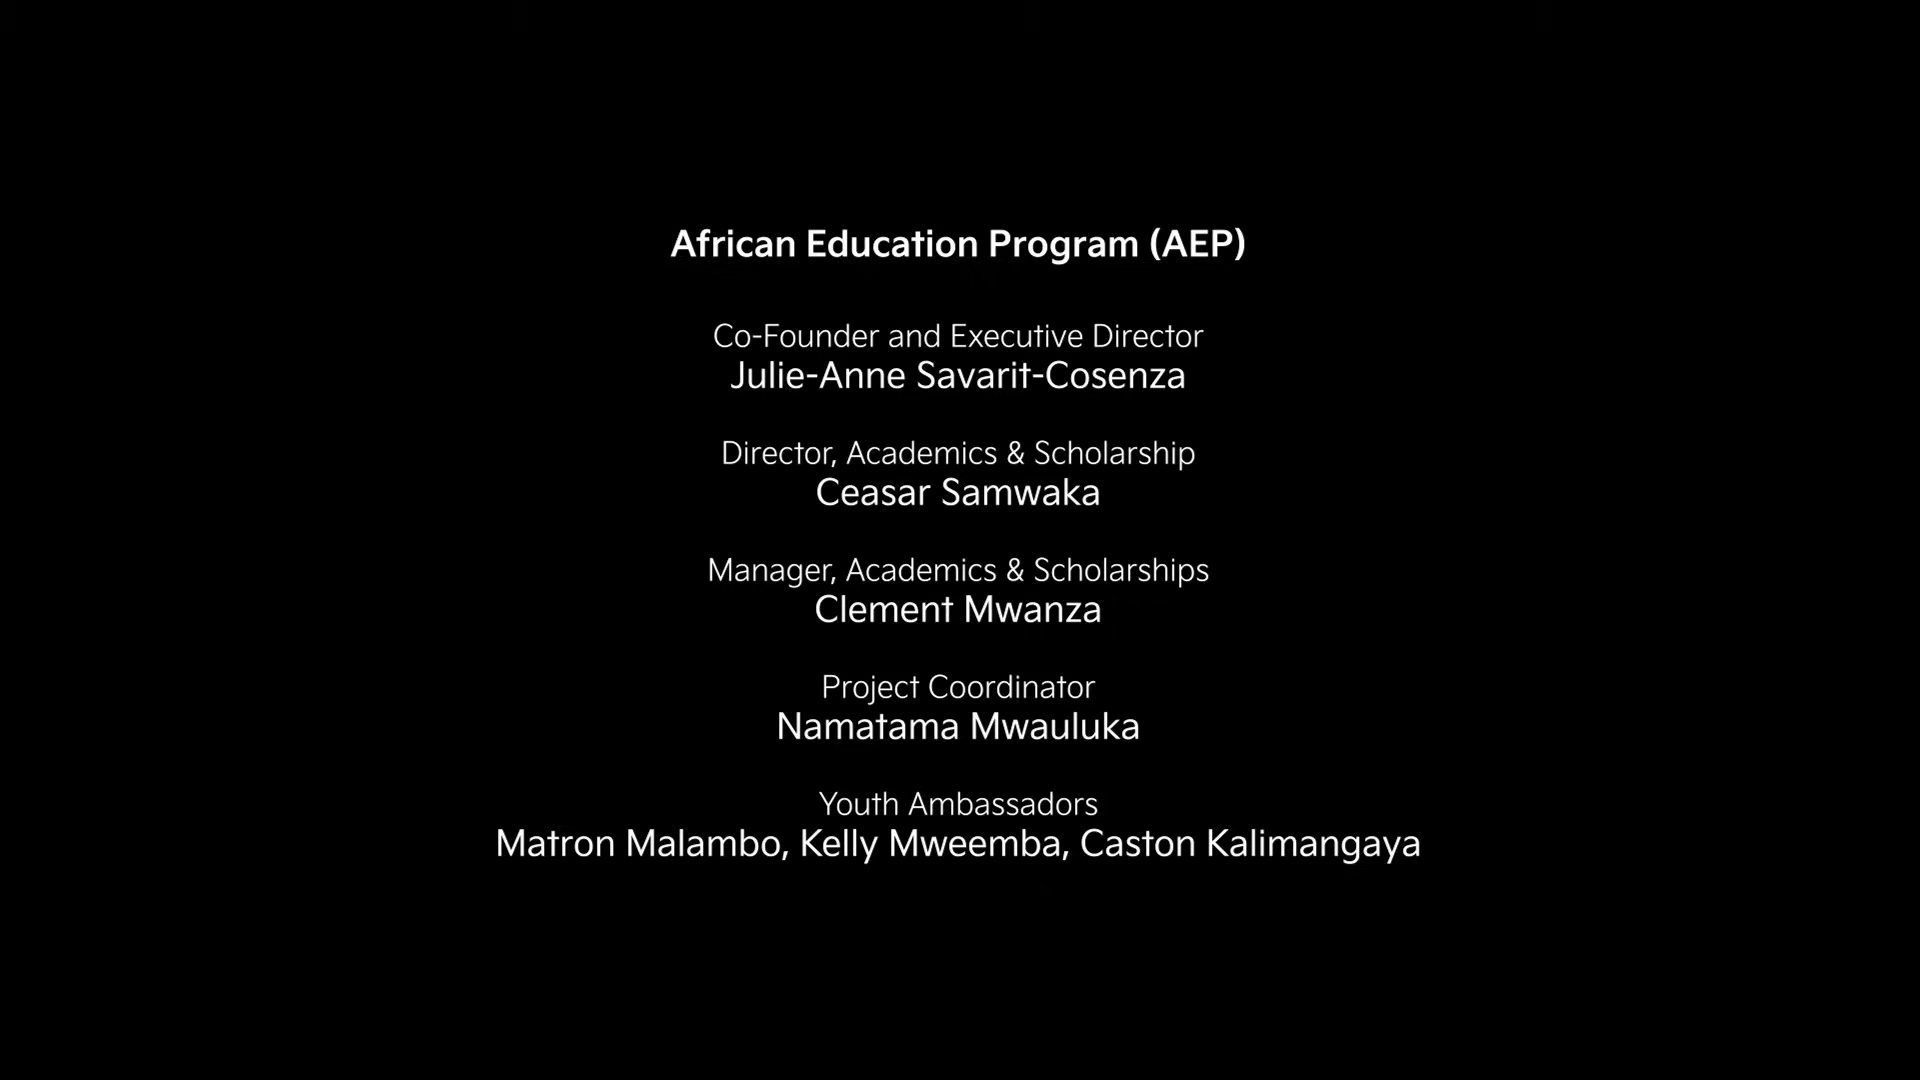 African Education Program (AEP)
Co-Founder and Executive Director
Julie-Anne Savarit-Cosenza
Director, Academics & Scholarship
Ceasar Samwaka
Manager, Academics & Scholarships
Clement Mwanza
Project Coordinator
Namatama Mwauluka
Youth Ambassadors
Matron Malambo, Kelly Mweemba, Caston Kalimangaya